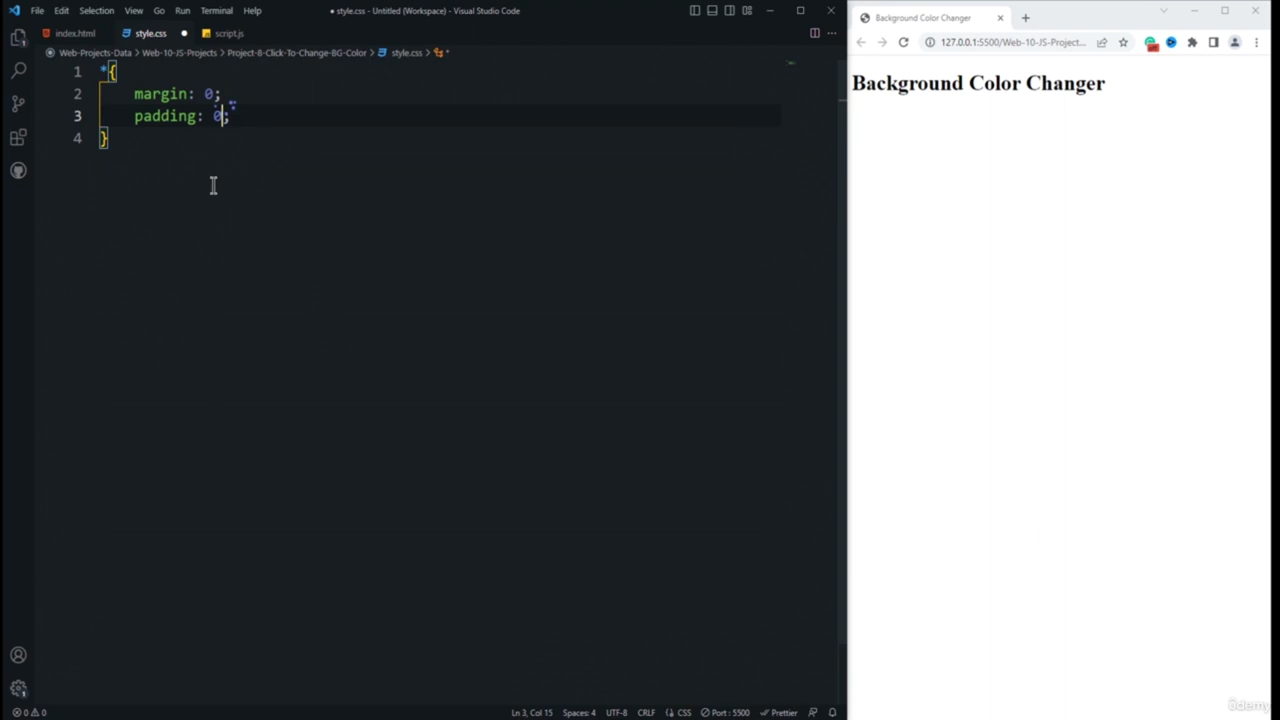 File Edit Selection View Go Run Terminal Help
● style.css - Untitled (Workspace) - Visual Studio Code
index.html style.css ● script.js
Web-Projects-Data > Web-10-JS-Projects > Project-8-Click-To-Change-BG-Color > style.css > *
1 *{
2 margin: 0;
3 padding: 0;
4 }
0 0
Ln 3, Col 15 Spaces: 4 UTF-8 CRLF CSS Port : 5500 Prettier
Background Color Changer
127.0.0.1:5500/Web-10-JS-Project...
Background Color Changer
ûdemy